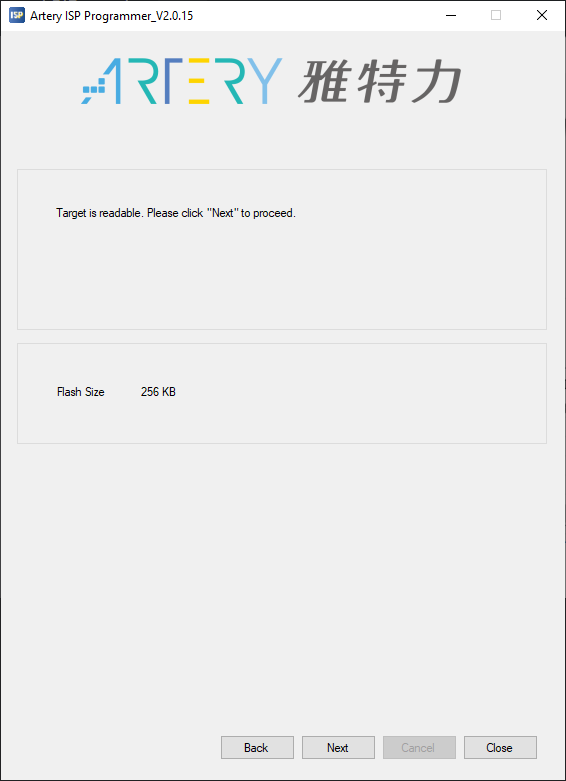 ISP Artery ISP Programmer_V2.0.15
ARTERY 雅特力
Target is readable. Please click "Next" to proceed.
Flash Size 256 KB
Back Next Cancel Close